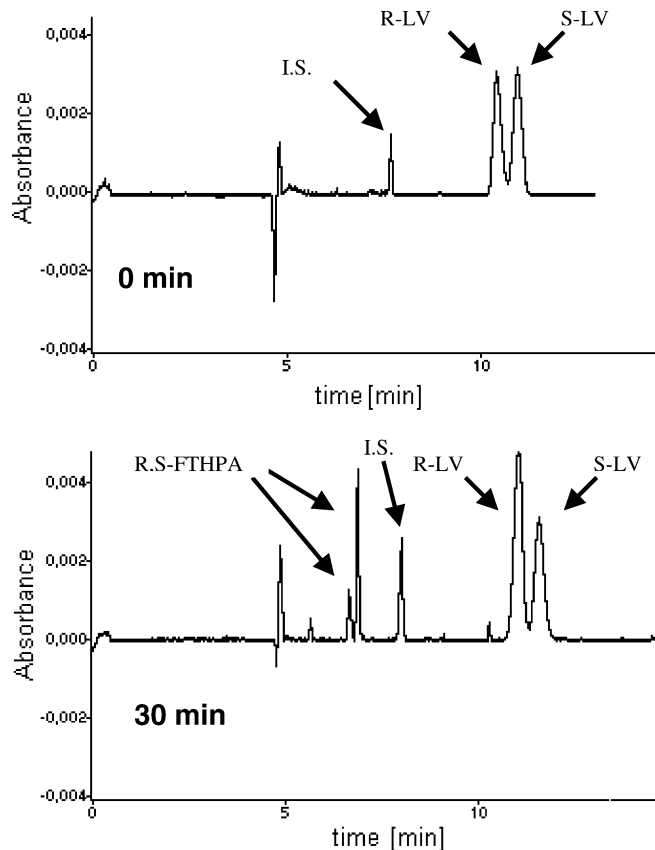 R-LV
S-LV
I.S.
Absorbance
0,004
0,002
0,000
-0,002
-0,004
0 min
0
5
10
time [min]
R.S-FTHPA
I.S.
R-LV
S-LV
Absorbance
0,004
0,002
0,000
-0,002
-0,004
30 min
0
5
10
time [min]